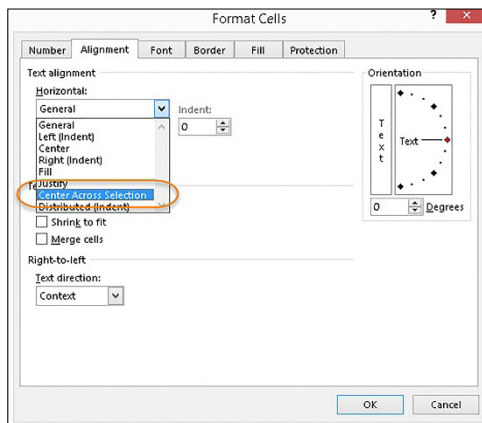 Format Cells
? ×
Number Alignment Font Border Fill Protection
Text alignment
Horizontal:
General
Indent:
0
General
Left (Indent)
Center
Right (Indent)
Fill
Justify
Center Across Selection
Distributed (Indent)
Shrink to fit
Merge cells
Right-to-left
Text direction:
Context
Orientation
Text
Text
0 Degrees
OK Cancel